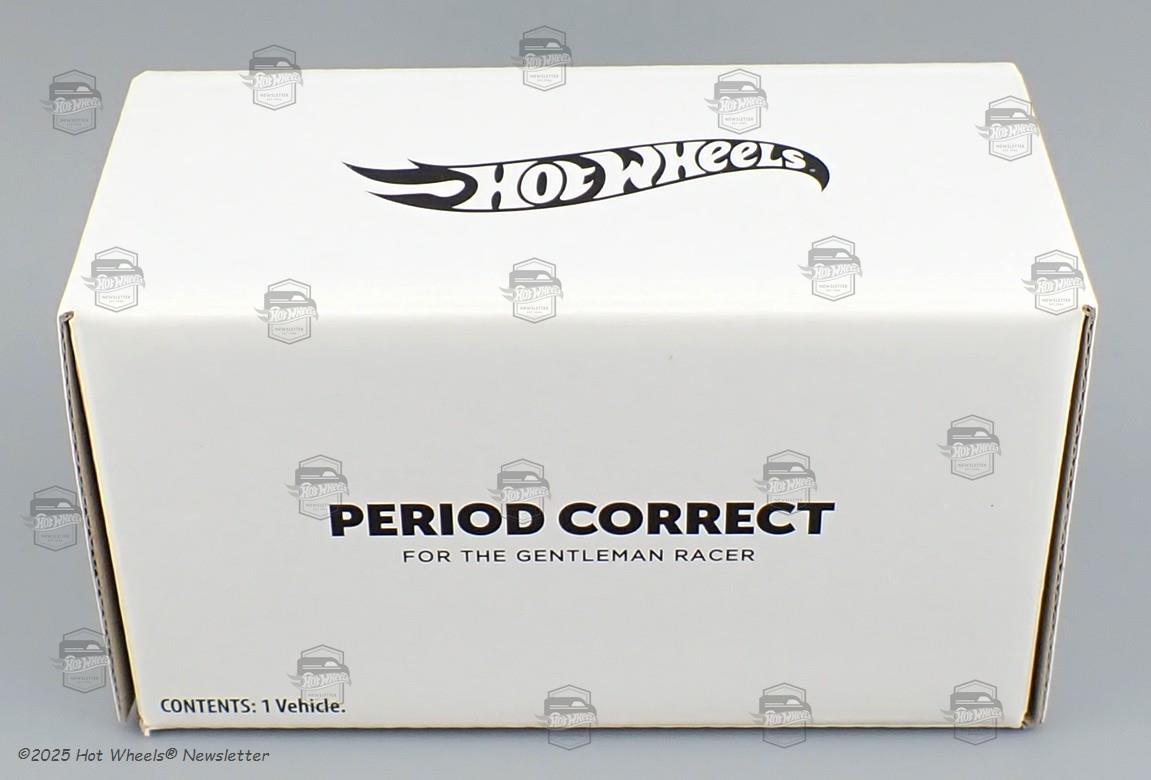 HOT WHEELS
PERIOD CORRECT
FOR THE GENTLEMAN RACER
CONTENTS: 1 Vehicle.
©2025 Hot Wheels® Newsletter